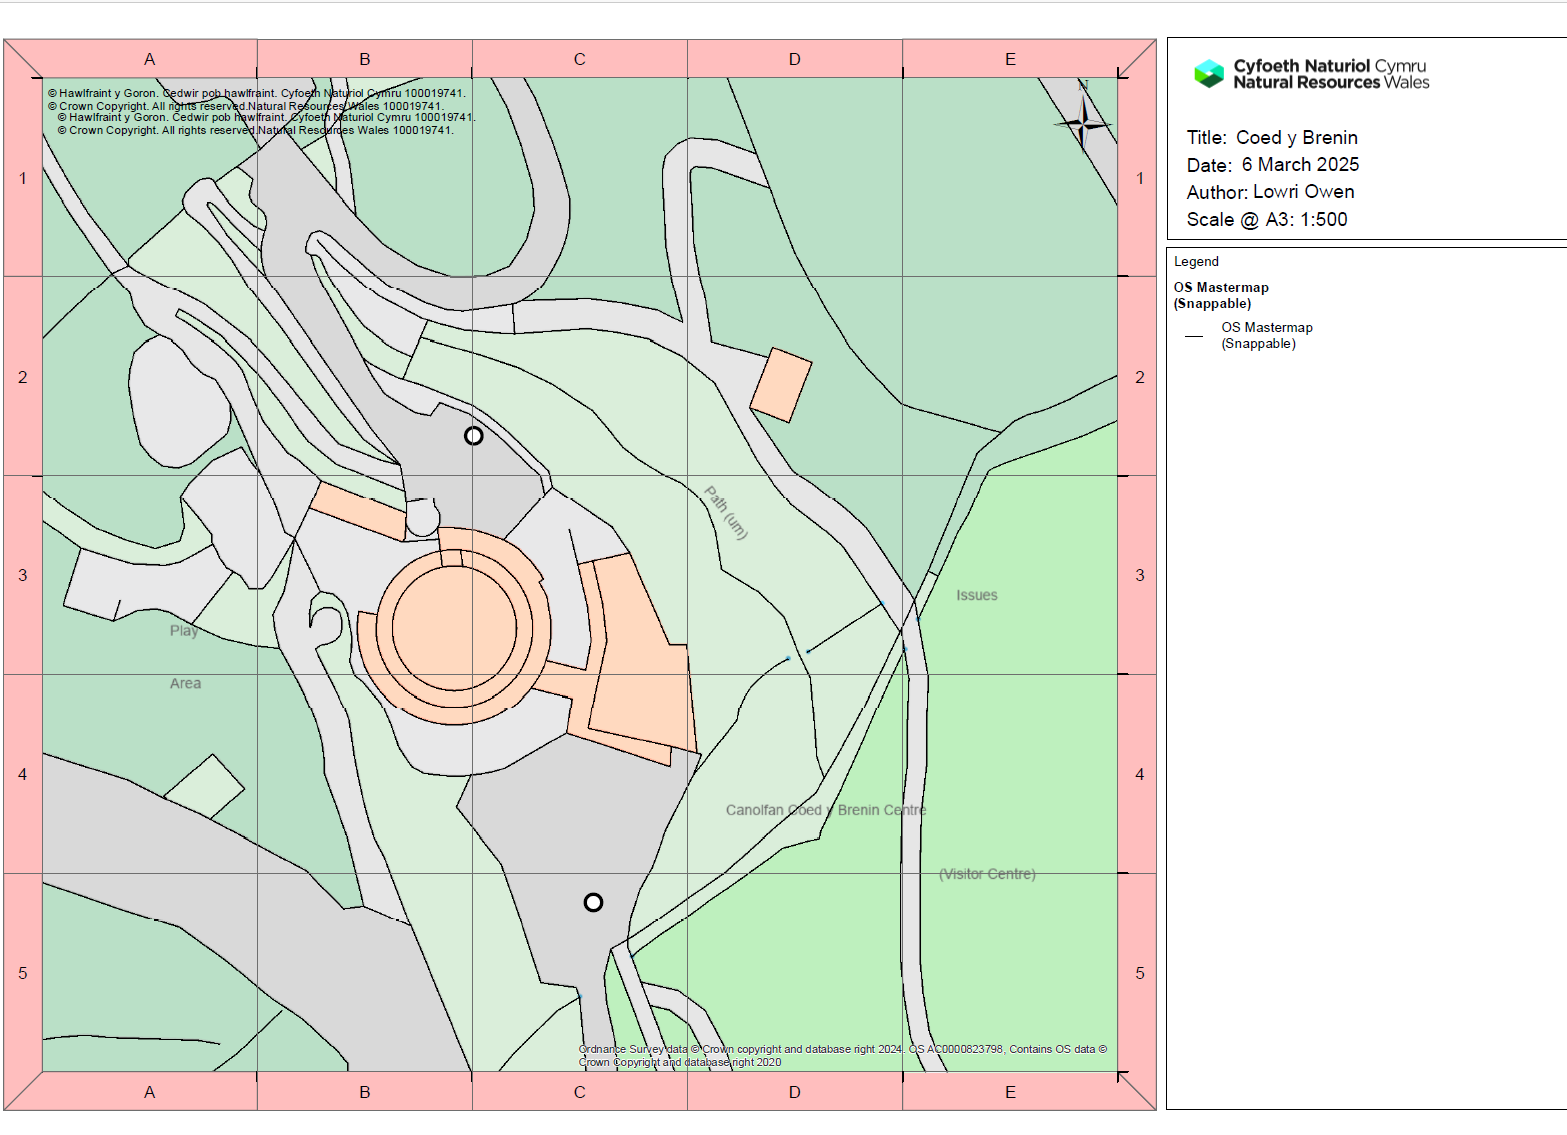 A B C D E
© Hawlfraint y Goron. Cedwir pob hawlfraint. Cyfoeth Naturiol Cymru 100019741.
© Crown Copyright. All rights reserved.Natural Resources Wales 100019741.
© Hawlfraint y Goron. Cedwir pob hawlfraint. Cyfoeth Naturiol Cymru 100019741.
© Crown Copyright. All rights reserved.Natural Resources Wales 100019741.
N
1 1
2 2
Path (um)
3 3
Issues
Play
Area
4 4
Canolfan Coed y Brenin Centre
(Visitor Centre)
5 5
Ordnance Survey data © Crown copyright and database right 2024. OS AC0000823798, Contains OS data ©
Crown Copyright and database right 2020
A B C D E
Cyfoeth Naturiol Cymru
Natural Resources Wales
Title: Coed y Brenin
Date: 6 March 2025
Author: Lowri Owen
Scale @ A3: 1:500
Legend
OS Mastermap
(Snappable)
OS Mastermap
(Snappable)